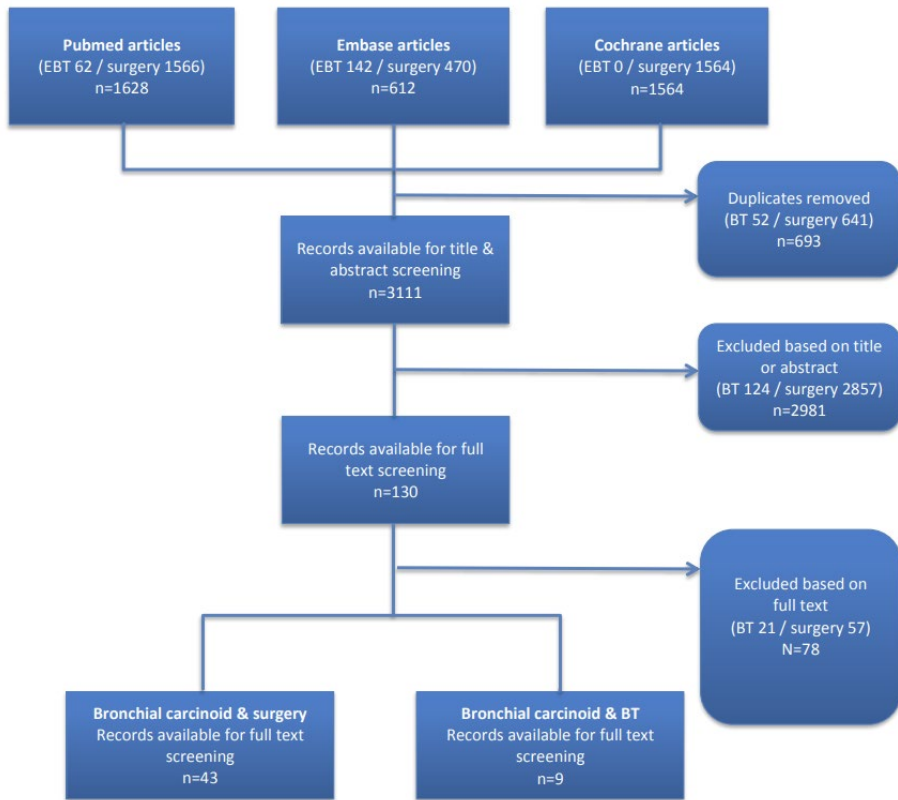 Pubmed articles
(EBT 62 / surgery 1566)
n=1628
Embase articles
(EBT 142 / surgery 470)
n=612
Cochrane articles
(EBT 0 / surgery 1564)
n=1564
Duplicates removed
(BT 52 / surgery 641)
n=693
Records available for title &
abstract screening
n=3111
Excluded based on title
or abstract
(BT 124 / surgery 2857)
n=2981
Records available for full
text screening
n=130
Excluded based on
full text
(BT 21 / surgery 57)
N=78
Bronchial carcinoid & surgery
Records available for full text
screening
n=43
Bronchial carcinoid & BT
Records available for full text
screening
n=9